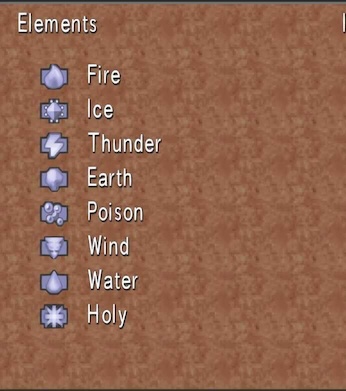 Elements
Fire
Ice
Thunder
Earth
Poison
Wind
Water
Holy